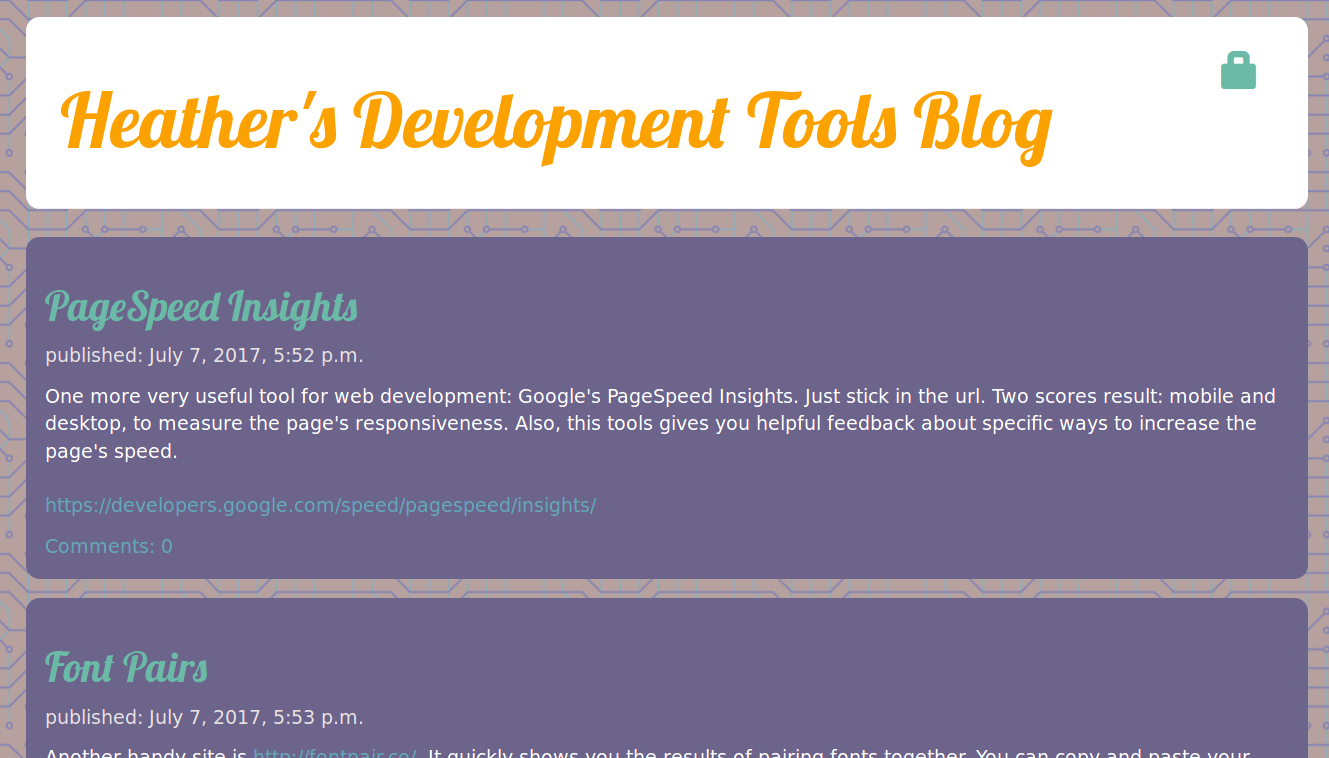 Heather's Development Tools Blog
PageSpeed Insights
published: July 7, 2017, 5:52 p.m.
One more very useful tool for web development: Google's PageSpeed Insights. Just stick in the url. Two scores result: mobile and
desktop, to measure the page's responsiveness. Also, this tools gives you helpful feedback about specific ways to increase the
page's speed.
https://developers.google.com/speed/pagespeed/insights/
Comments: 0
Font Pairs
published: July 7, 2017, 5:53 p.m.
Another handy site is http://fontpair.co/. It quickly shows you the results of pairing fonts together. You can copy and paste your